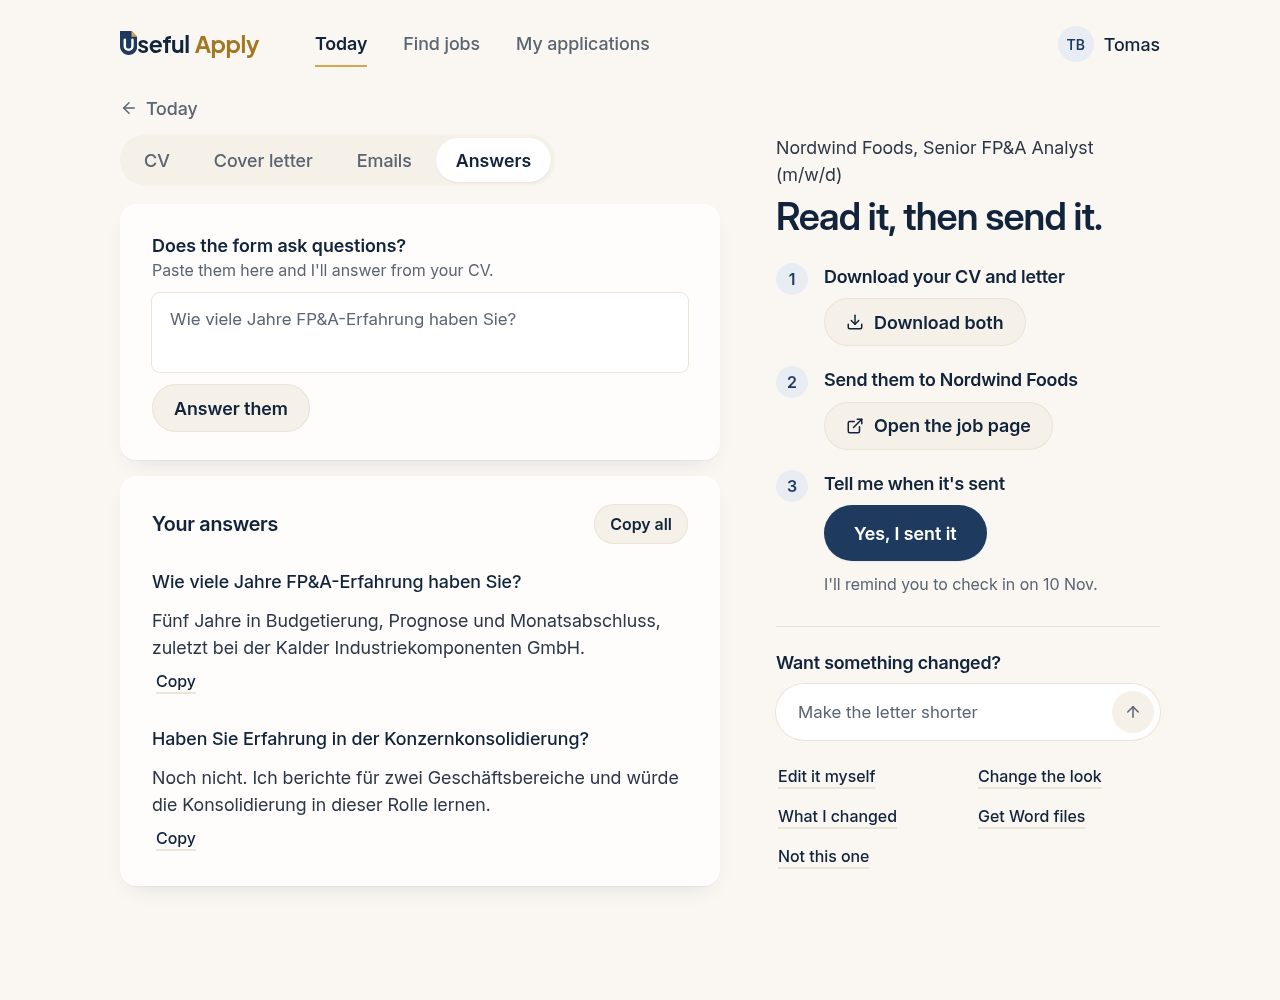 Useful Apply
Today
Find jobs
My applications
TB
Tomas
Today
CV
Cover letter
Emails
Answers
Does the form ask questions?
Paste them here and I'll answer from your CV.
Wie viele Jahre FP&A-Erfahrung haben Sie?
Answer them
Your answers
Copy all
Wie viele Jahre FP&A-Erfahrung haben Sie?
Fünf Jahre in Budgetierung, Prognose und Monatsabschluss,
zuletzt bei der Kalder Industriekomponenten GmbH.
Copy
Haben Sie Erfahrung in der Konzernkonsolidierung?
Noch nicht. Ich berichte für zwei Geschäftsbereiche und würde
die Konsolidierung in dieser Rolle lernen.
Copy
Nordwind Foods, Senior FP&A Analyst
(m/w/d)
Read it, then send it.
1
Download your CV and letter
Download both
2
Send them to Nordwind Foods
Open the job page
3
Tell me when it's sent
Yes, I sent it
I'll remind you to check in on 10 Nov.
Want something changed?
Make the letter shorter
Edit it myself
Change the look
What I changed
Get Word files
Not this one